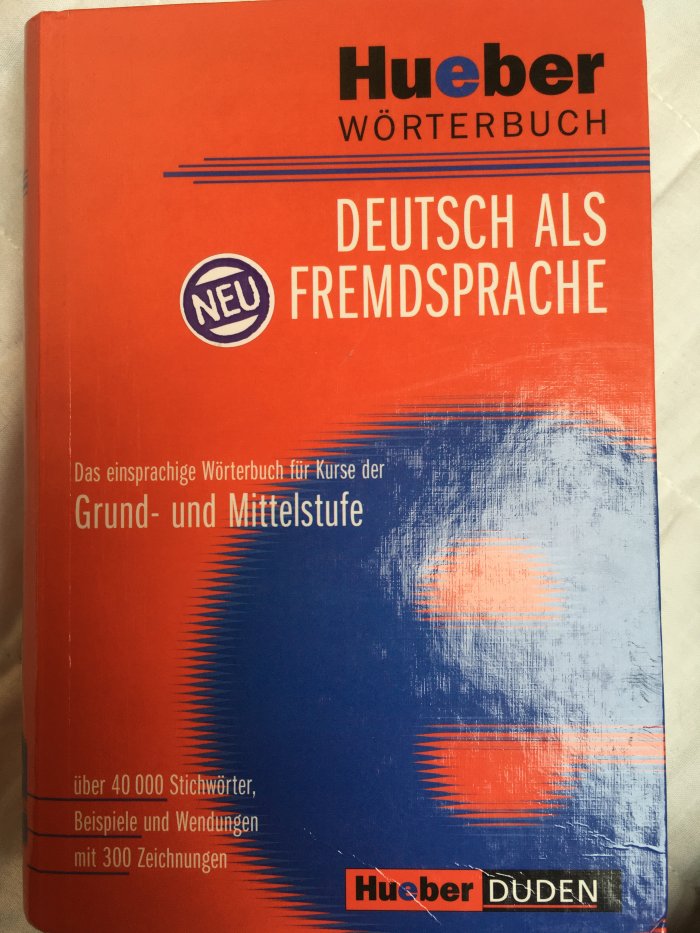 Hueber
WÖRTERBUCH
DEUTSCH ALS
NEU
FREMDSPRACHE
Das einsprachige Wörterbuch für Kurse der
Grund- und Mittelstufe
über 40 000 Stichwörter,
Beispiele und Wendungen
mit 300 Zeichnungen
Hueber DUDEN